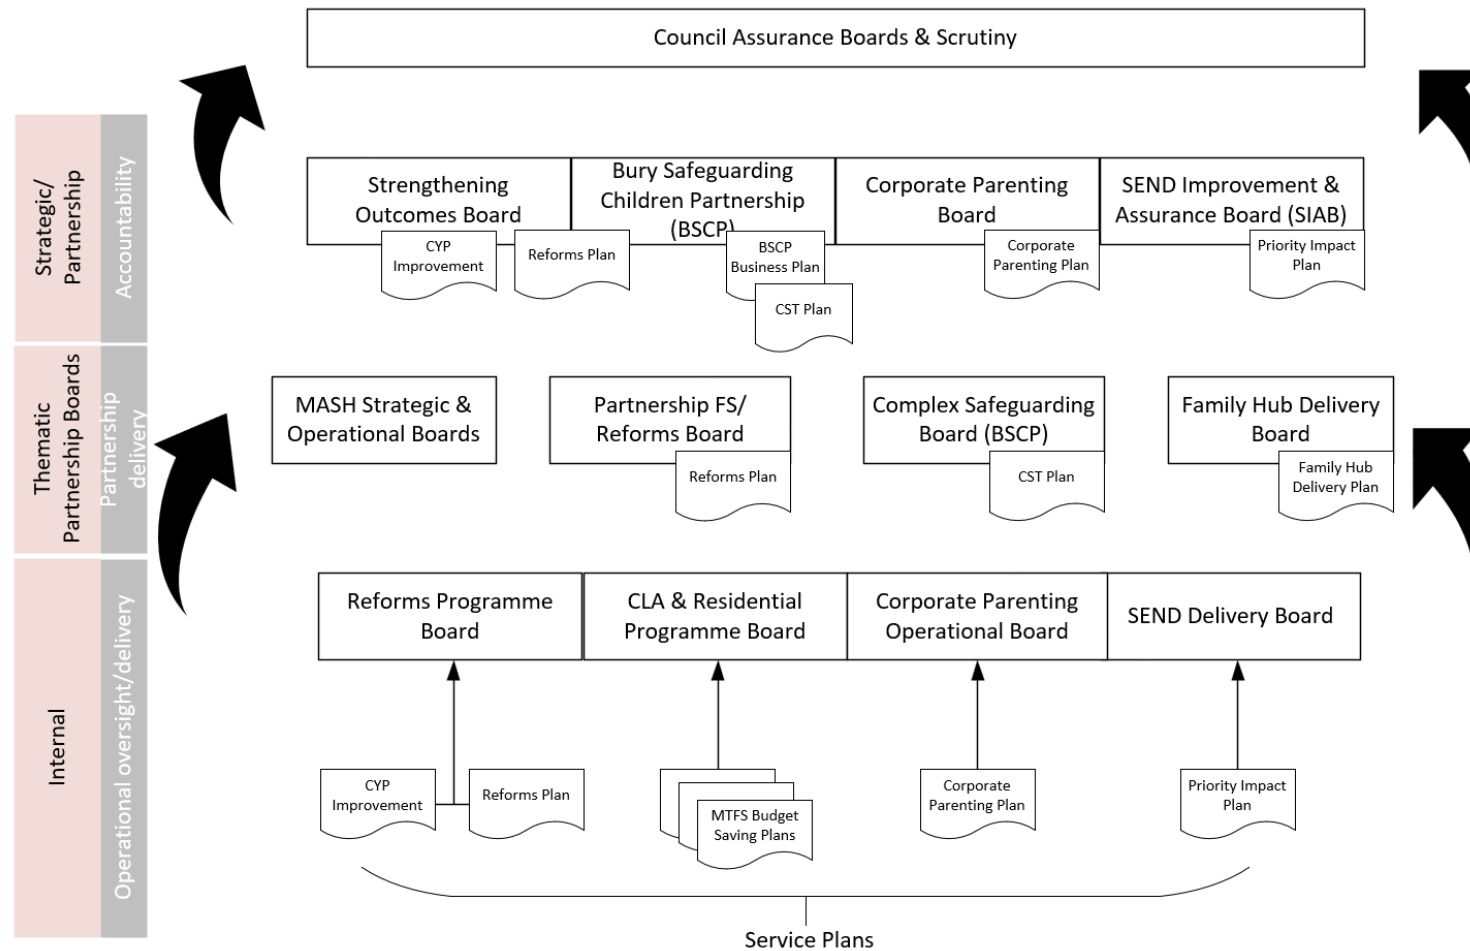 Council Assurance Boards & Scrutiny
Strategic/
Partnership
Accountability
Strengthening
Outcomes Board
Bury Safeguarding
Children Partnership
(BSCP)
Corporate Parenting
Board
SEND Improvement &
Assurance Board (SIAB)
CYP
Improvement
Reforms Plan
BSCP
Business Plan
CST Plan
Corporate
Parenting Plan
Priority Impact
Plan
Thematic
Partnership Boards
Partnership
delivery
MASH Strategic &
Operational Boards
Partnership FS/
Reforms Board
Reforms Plan
Complex Safeguarding
Board (BSCP)
CST Plan
Family Hub Delivery
Board
Family Hub
Delivery Plan
Internal
Operational oversight/delivery
Reforms Programme
Board
CLA & Residential
Programme Board
Corporate Parenting
Operational Board
SEND Delivery Board
CYP
Improvement
Reforms Plan
MTFS Budget
Saving Plans
Corporate
Parenting Plan
Priority Impact
Plan
Service Plans